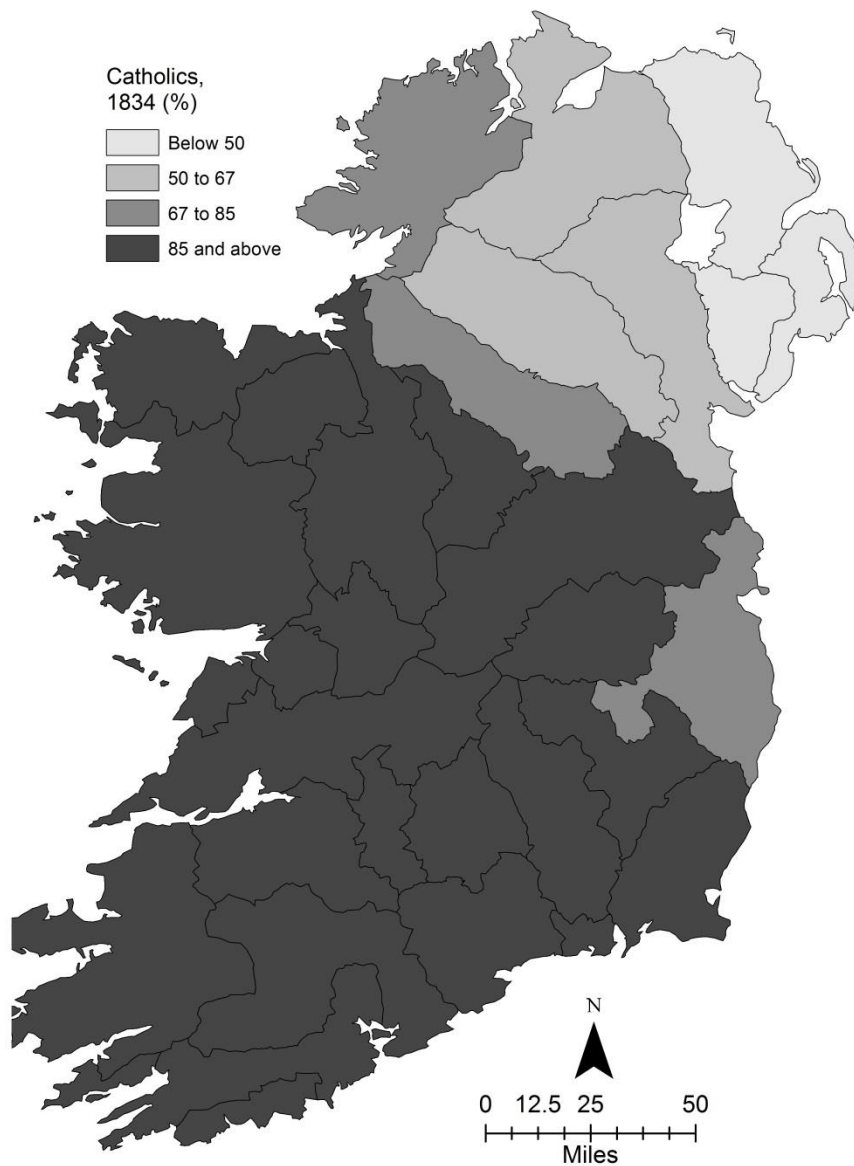 Catholics,
1834 (%)
Below 50
50 to 67
67 to 85
85 and above
N
0 12.5 25 50
Miles